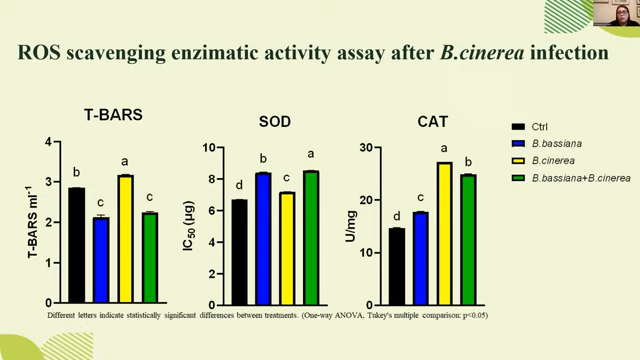 ROS scavenging enzimatic activity assay after B.cinerea infection
T-BARS
T-BARS ml-1
4
3
2
1
0
b
c
a
c
SOD
IC50 (µg)
10
8
6
4
2
0
d
b
c
a
CAT
U/mg
30
20
10
0
d
c
a
b
Ctrl
B.bassiana
B.cinerea
B.bassiana+B.cinerea
Different letters indicate statistically significant differences between treatments. (One-way ANOVA, Tukey's multiple comparison: p<0.05)